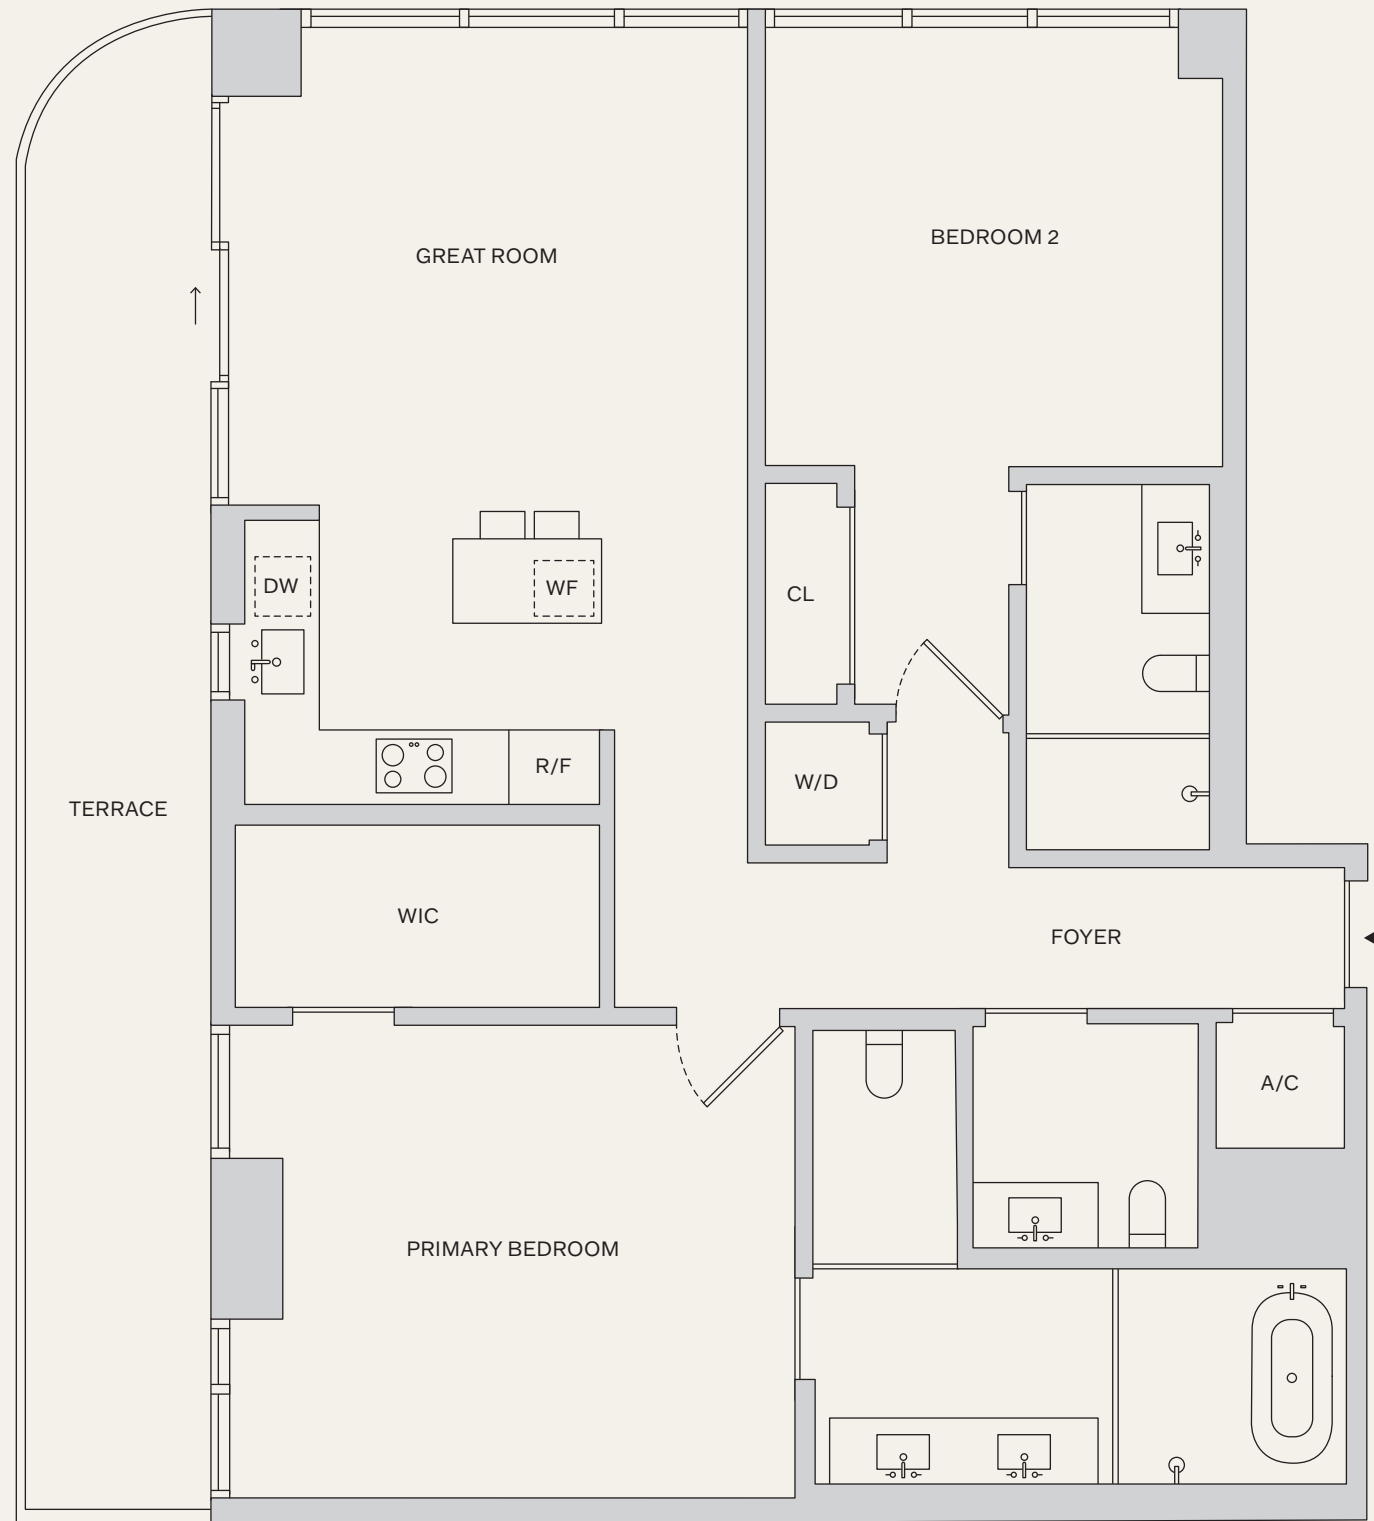 BEDROOM 2
GREAT ROOM
DW
WF
CL
W/D
R/F
TERRACE
WIC
FOYER
A/C
PRIMARY BEDROOM